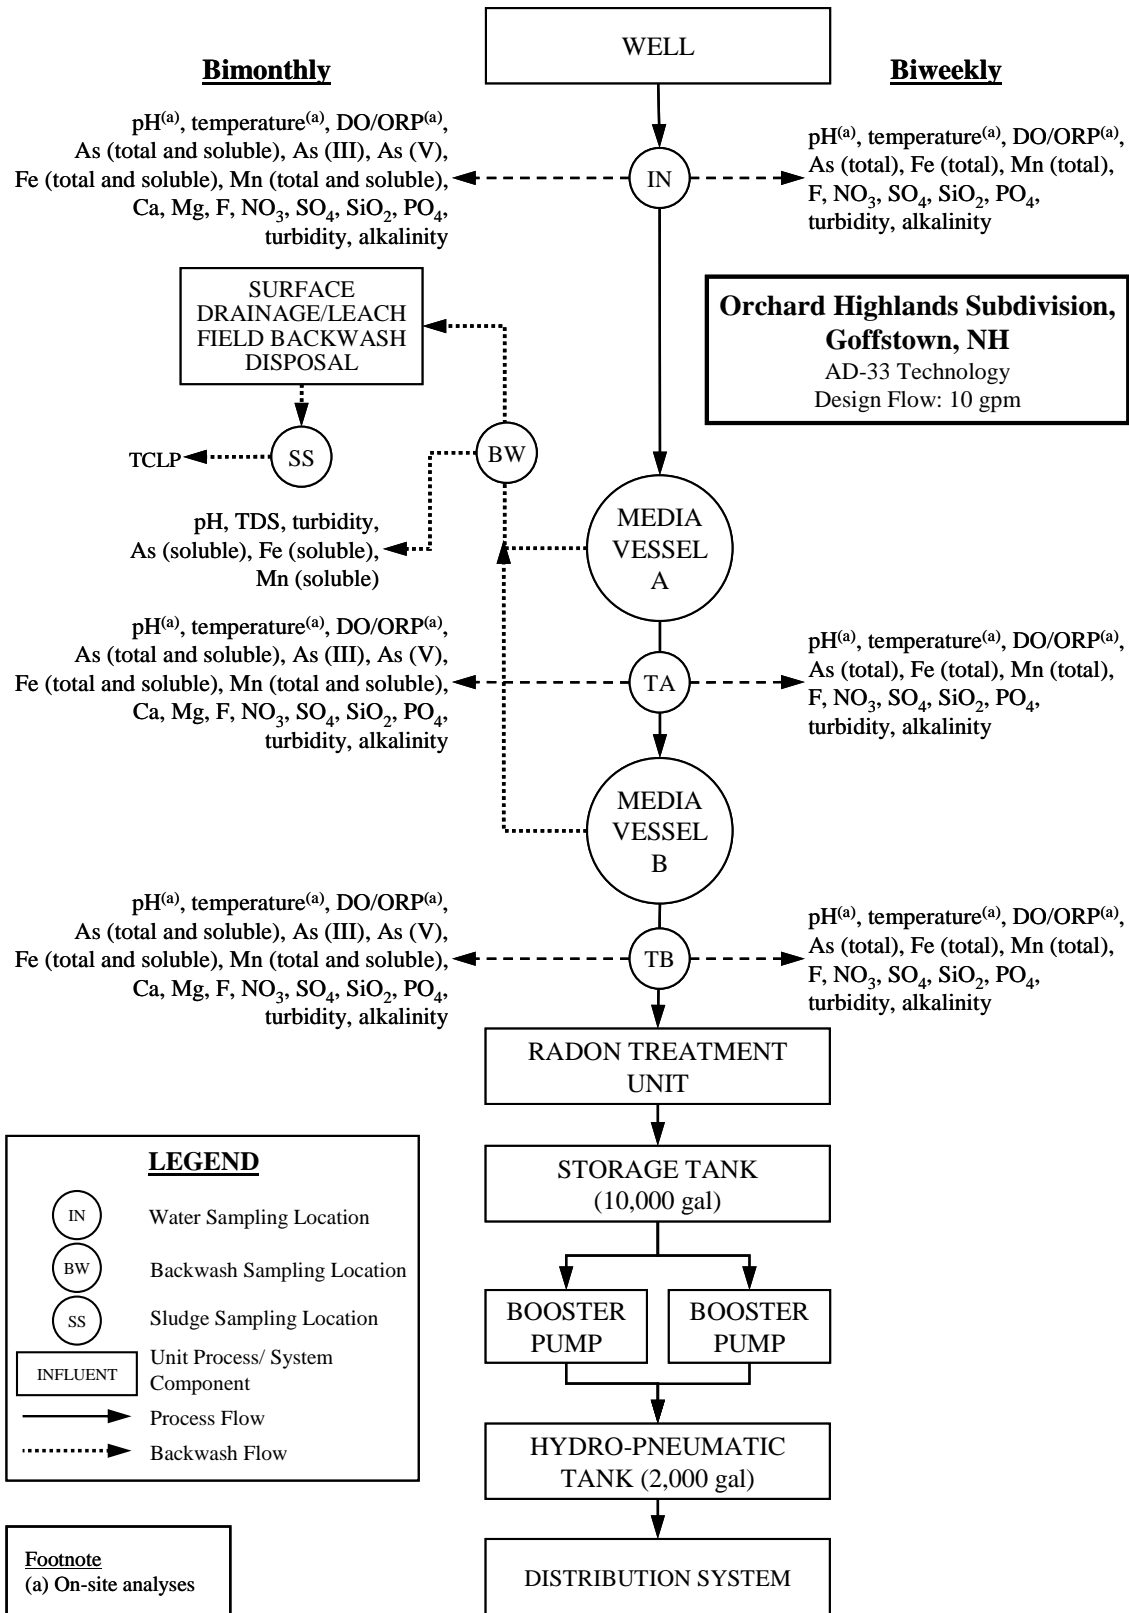 WELL
Bimonthly
Biweekly
pH(a), temperature(a), DO/ORP(a),
As (total and soluble), As (III), As (V),
Fe (total and soluble), Mn (total and soluble),
Ca, Mg, F, NO3, SO4, SiO2, PO4,
turbidity, alkalinity
IN
pH(a), temperature(a), DO/ORP(a),
As (total), Fe (total), Mn (total),
F, NO3, SO4, SiO2, PO4,
turbidity, alkalinity
SURFACE
DRAINAGE/LEACH
FIELD BACKWASH
DISPOSAL
Orchard Highlands Subdivision,
Goffstown, NH
AD-33 Technology
Design Flow: 10 gpm
TCLP
SS
BW
pH, TDS, turbidity,
As (soluble), Fe (soluble),
Mn (soluble)
MEDIA
VESSEL
A
pH(a), temperature(a), DO/ORP(a),
As (total and soluble), As (III), As (V),
Fe (total and soluble), Mn (total and soluble),
Ca, Mg, F, NO3, SO4, SiO2, PO4,
turbidity, alkalinity
TA
pH(a), temperature(a), DO/ORP(a),
As (total), Fe (total), Mn (total),
F, NO3, SO4, SiO2, PO4,
turbidity, alkalinity
MEDIA
VESSEL
B
pH(a), temperature(a), DO/ORP(a),
As (total and soluble), As (III), As (V),
Fe (total and soluble), Mn (total and soluble),
Ca, Mg, F, NO3, SO4, SiO2, PO4,
turbidity, alkalinity
TB
pH(a), temperature(a), DO/ORP(a),
As (total), Fe (total), Mn (total),
F, NO3, SO4, SiO2, PO4,
turbidity, alkalinity
RADON TREATMENT
UNIT
STORAGE TANK
(10,000 gal)
BOOSTER
PUMP
BOOSTER
PUMP
HYDRO-PNEUMATIC
TANK (2,000 gal)
DISTRIBUTION SYSTEM
LEGEND
IN Water Sampling Location
BW Backwash Sampling Location
SS Sludge Sampling Location
INFLUENT Unit Process/ System
Component
Process Flow
Backwash Flow
Footnote
(a) On-site analyses